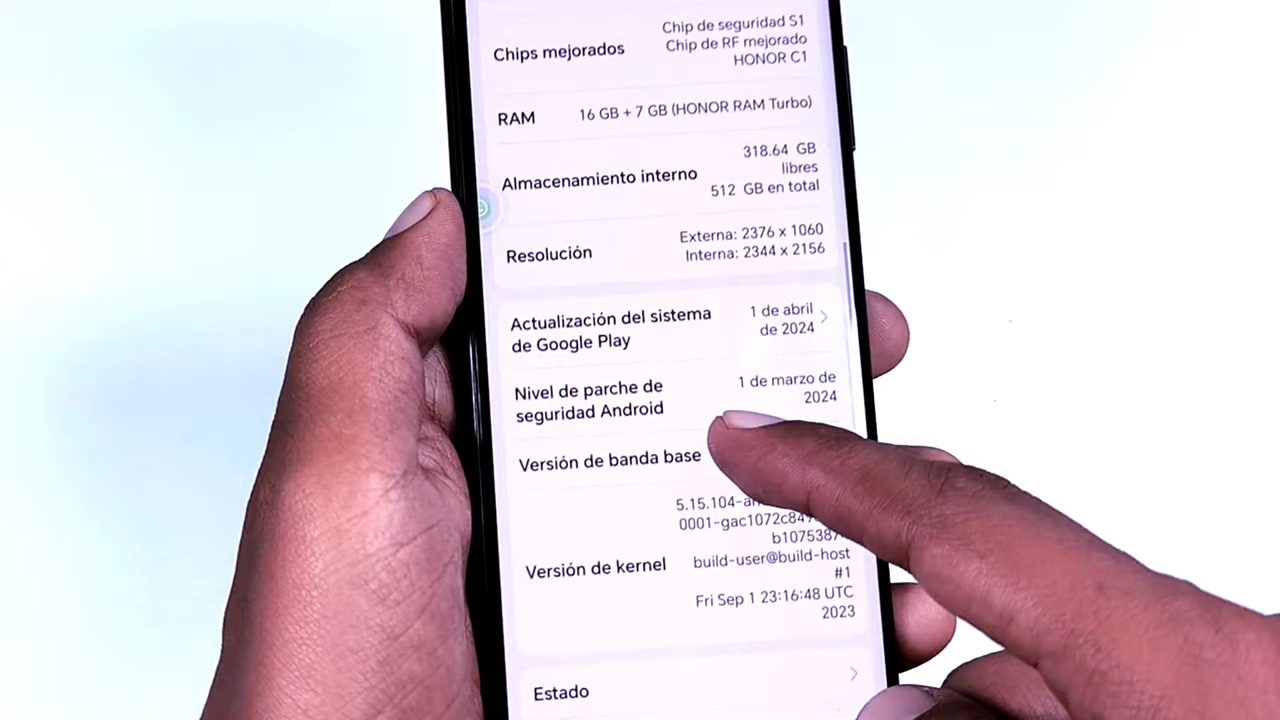 Chips mejorados
Chip de seguridad S1
Chip de RF mejorado
HONOR C1
RAM
16 GB + 7 GB (HONOR RAM Turbo)
Almacenamiento interno
318.64 GB
libres
512 GB en total
Resolución
Externa: 2376 x 1060
Interna: 2344 x 2156
Actualización del sistema
de Google Play
1 de abril
de 2024
Nivel de parche de
seguridad Android
1 de marzo de
2024
Versión de banda base
Versión de kernel
5.15.104-an
0001-gac1072c847
b107538
build-user@build-host
#1
Fri Sep 1 23:16:48 UTC
2023
Estado